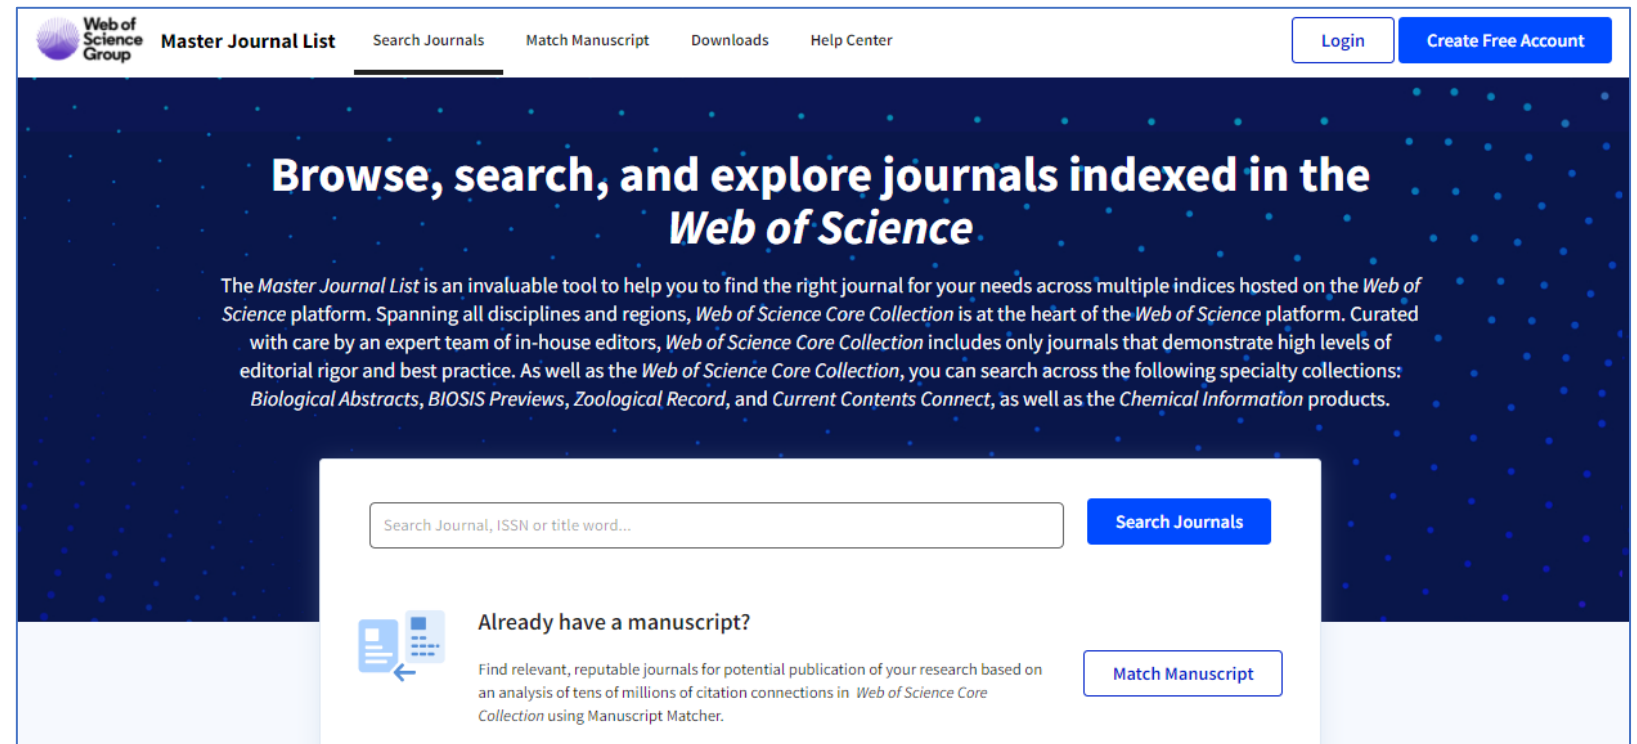 Web of
Science
Group
Master Journal List
Search Journals
Match Manuscript
Downloads
Help Center
Login
Create Free Account
Browse, search, and explore journals indexed in the
Web of Science
The Master Journal List is an invaluable tool to help you to find the right journal for your needs across multiple indices hosted on the Web of
Science platform. Spanning all disciplines and regions, Web of Science Core Collection is at the heart of the Web of Science platform. Curated
with care by an expert team of in-house editors, Web of Science Core Collection includes only journals that demonstrate high levels of
editorial rigor and best practice. As well as the Web of Science Core Collection, you can search across the following specialty collections:
Biological Abstracts, BIOSIS Previews, Zoological Record, and Current Contents Connect, as well as the Chemical Information products.
Search Journal, ISSN or title word...
Search Journals
Already have a manuscript?
Find relevant, reputable journals for potential publication of your research based on
an analysis of tens of millions of citation connections in Web of Science Core
Collection using Manuscript Matcher.
Match Manuscript